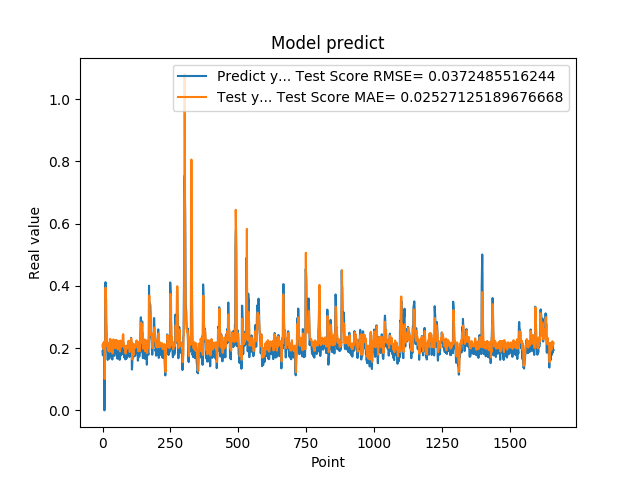 Model predict
Predict y... Test Score RMSE= 0.0372485516244
Test y... Test Score MAE= 0.02527125189676668
Real value
1.0
0.8
0.6
0.4
0.2
0.0
0 250 500 750 1000 1250 1500
Point